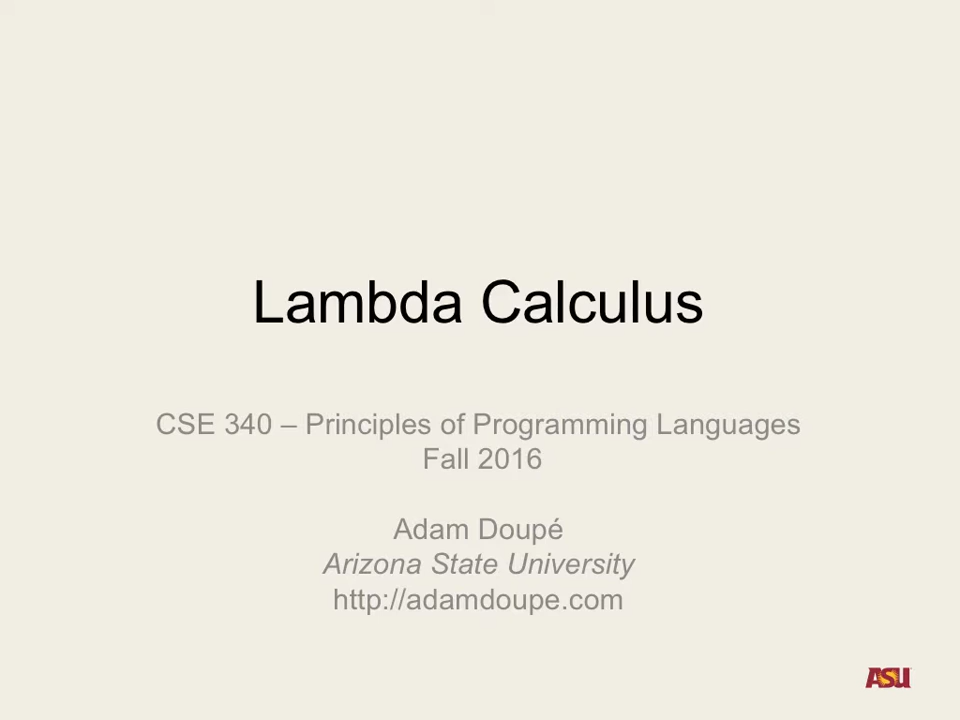 Lambda Calculus
CSE 340 – Principles of Programming Languages
Fall 2016
Adam Doupé
Arizona State University
http://adamdoupe.com
ASU